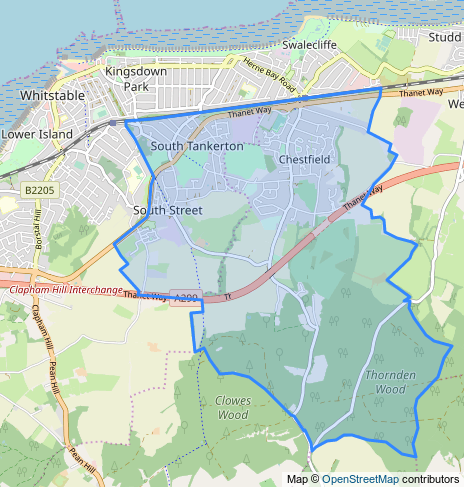 Swalecliffe
Studd
Kingsdown
Park
Herne Bay Road
Whitstable
Thanet Way
Thanet Way
We
Lower Island
South Tankerton
Chestfield
B2205
Thanet Way
South Street
Borstal Hill
Clapham Hill Interchange
Thanet Way
A299
Tt
Clapham Hill
Pean Hill
Thornden
Wood
Clowes
Wood
Pean Hill
Map © OpenStreetMap contributors